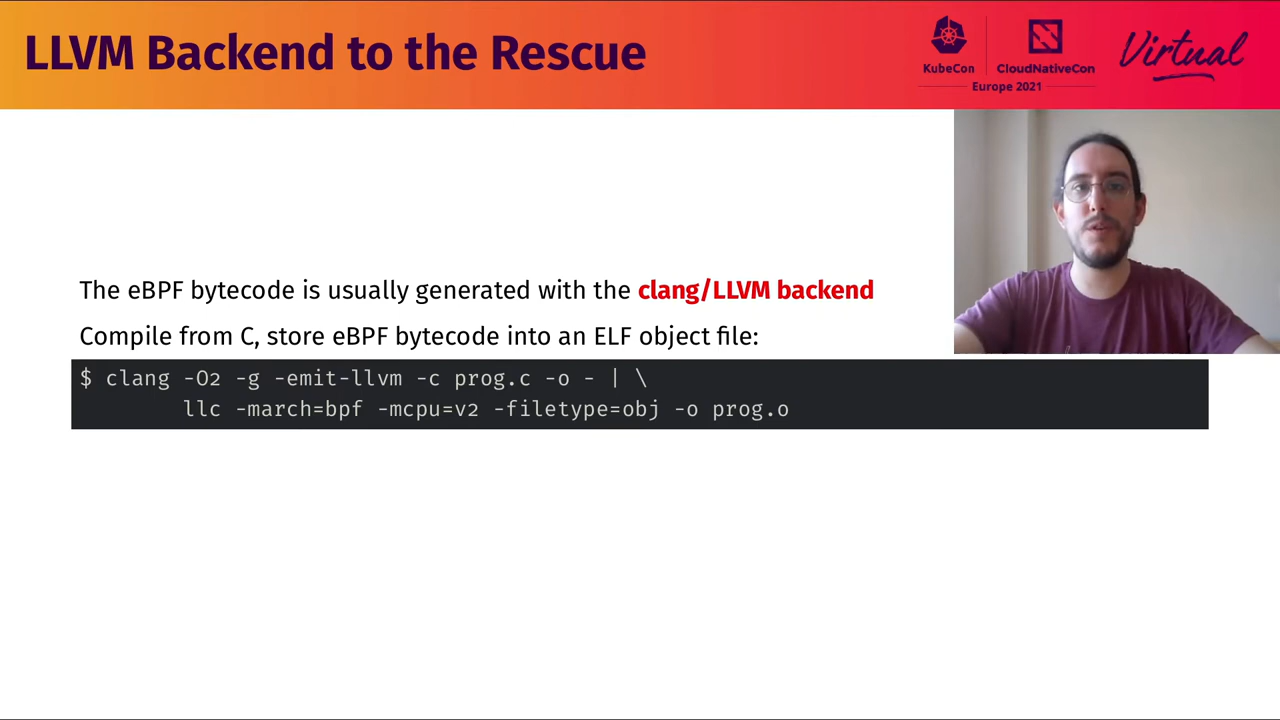 LLVM Backend to the Rescue
KubeCon
CloudNativeCon
Europe 2021
Virtual
The eBPF bytecode is usually generated with the clang/LLVM backend
Compile from C, store eBPF bytecode into an ELF object file:
$ clang -O2 -g -emit-llvm -c prog.c -o - | \
llc -march=bpf -mcpu=v2 -filetype=obj -o prog.o